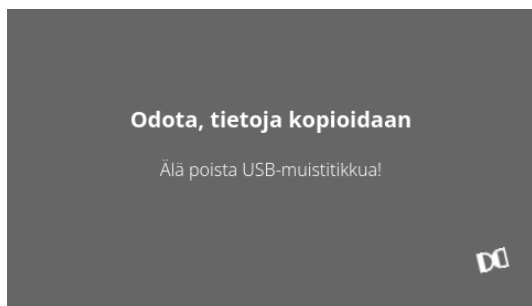 Odota, tietoja kopioidaan
Älä poista USB-muistitikkua!